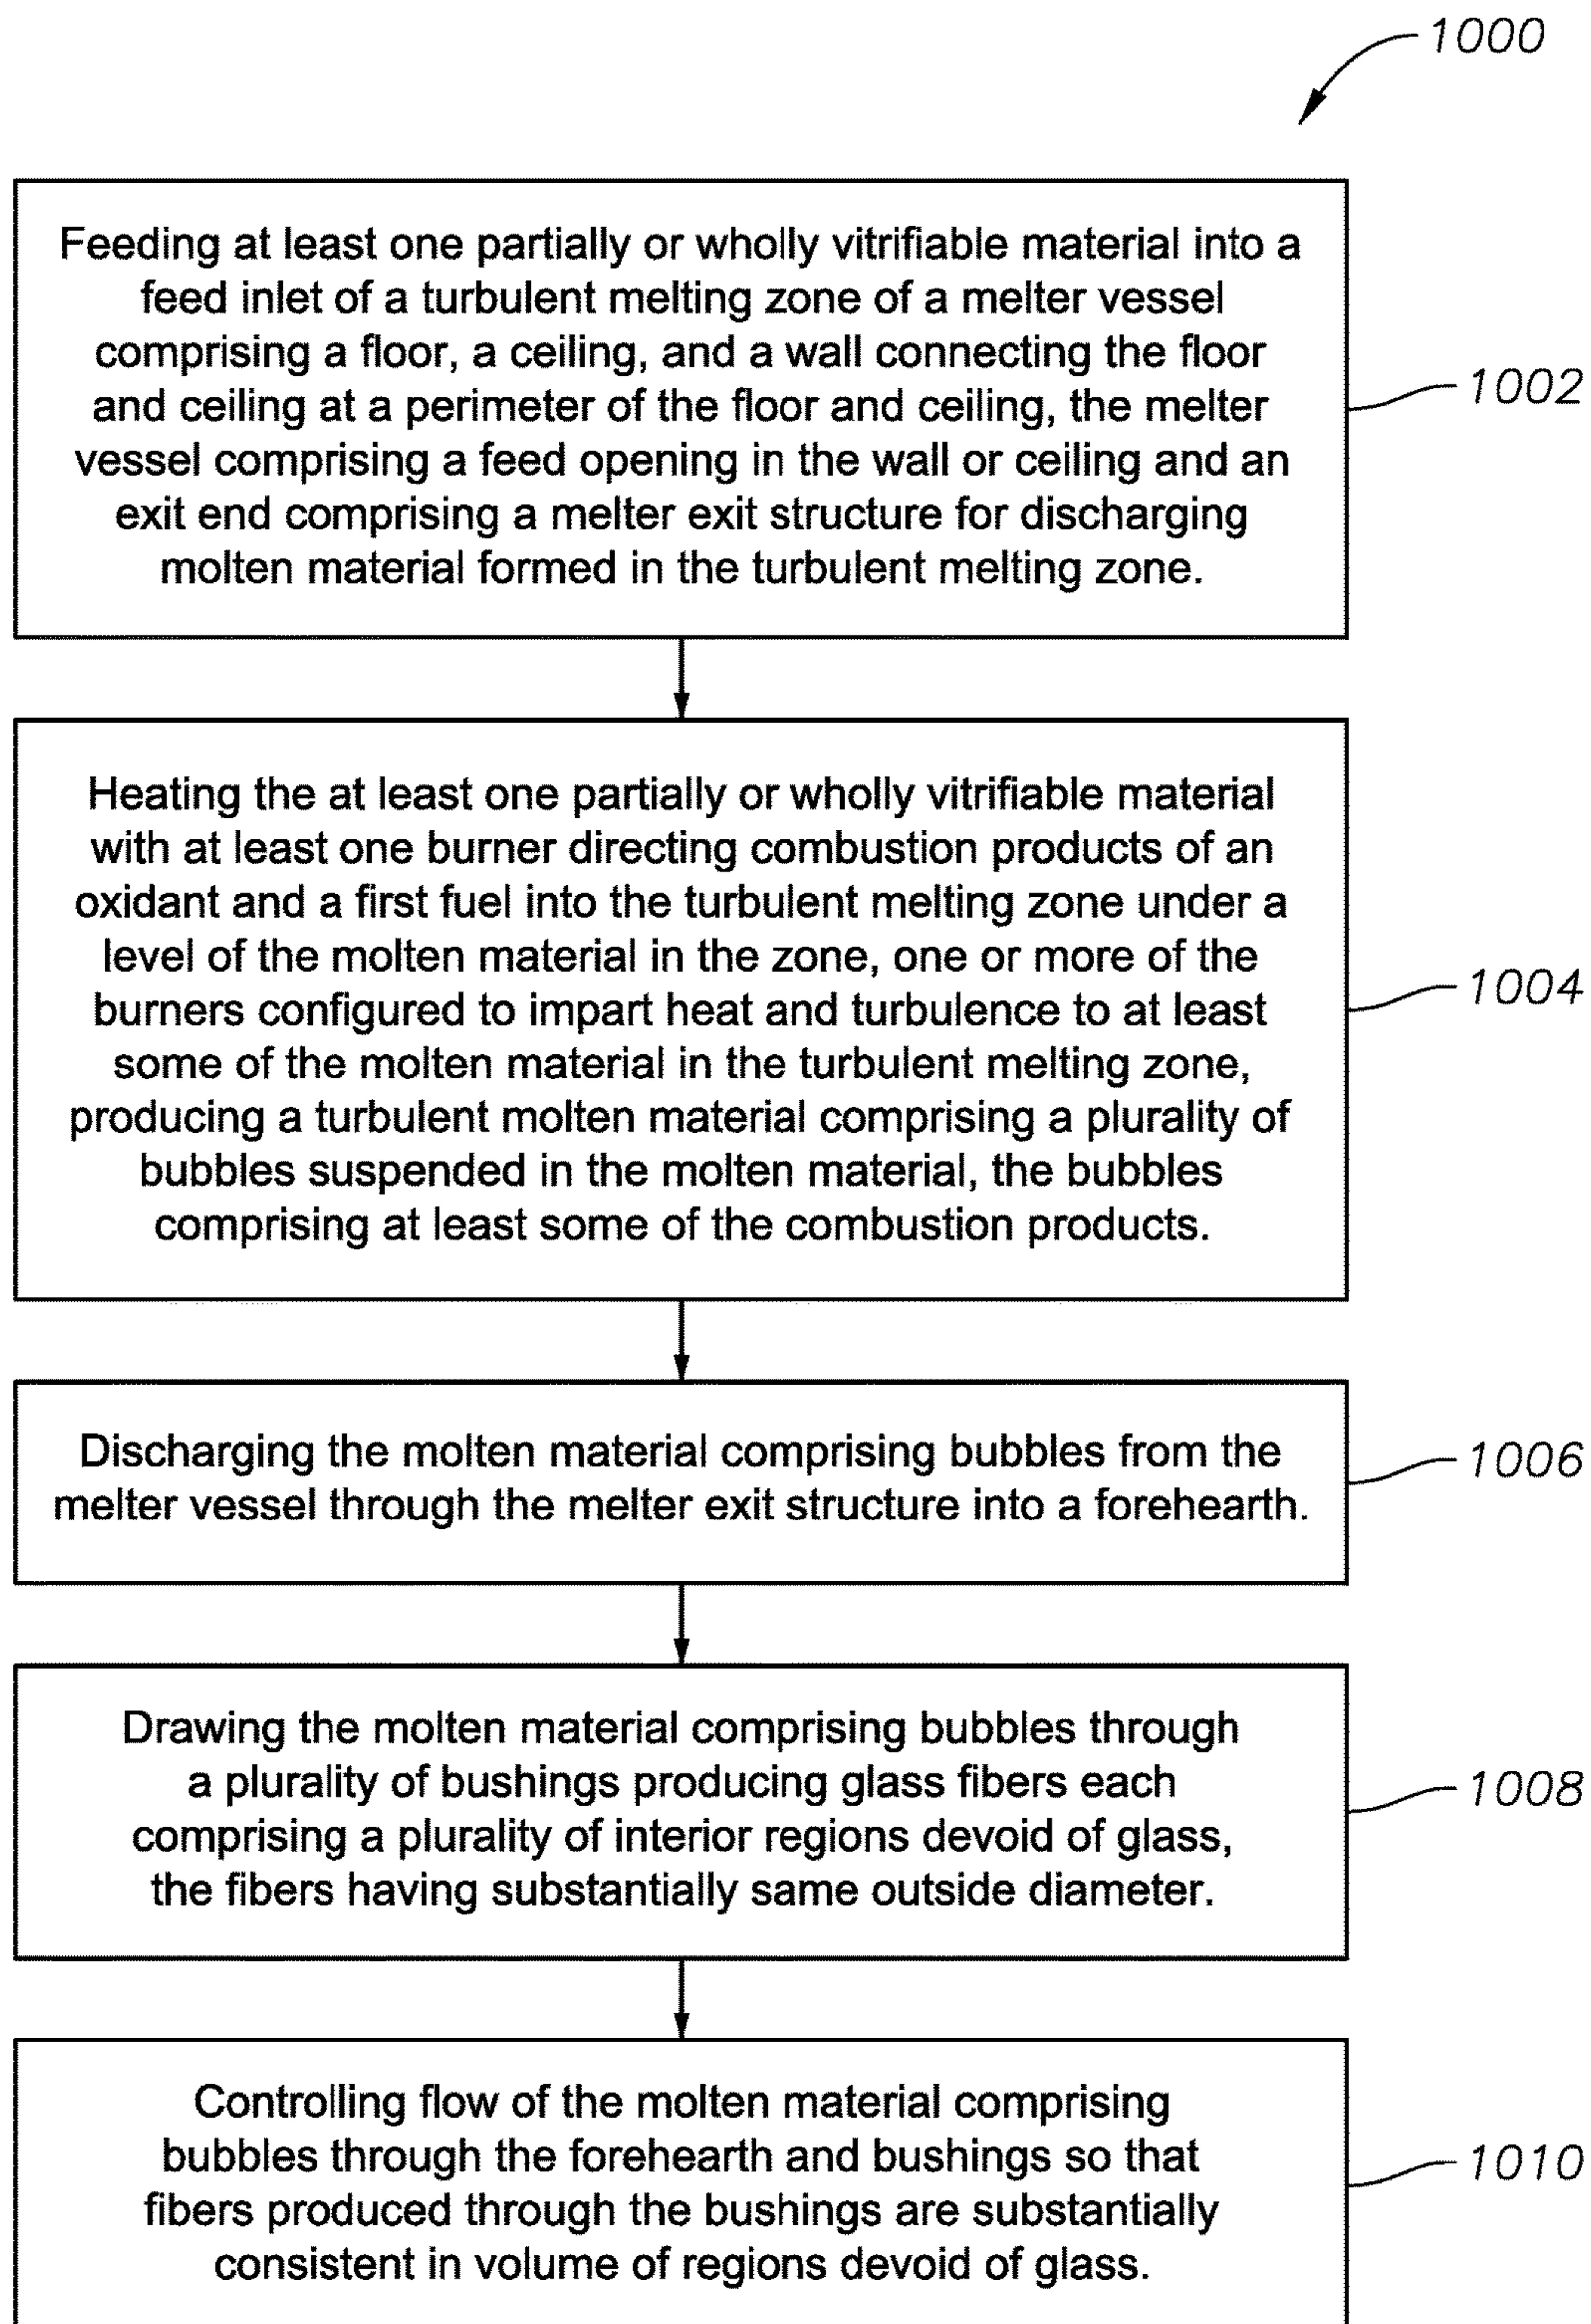 1000
Feeding at least one partially or wholly vitrifiable material into a
feed inlet of a turbulent melting zone of a melter vessel
comprising a floor, a ceiling, and a wall connecting the floor
and ceiling at a perimeter of the floor and ceiling, the melter
vessel comprising a feed opening in the wall or ceiling and an
exit end comprising a melter exit structure for discharging
molten material formed in the turbulent melting zone.
1002
Heating the at least one partially or wholly vitrifiable material
with at least one burner directing combustion products of an
oxidant and a first fuel into the turbulent melting zone under a
level of the molten material in the zone, one or more of the
burners configured to impart heat and turbulence to at least
some of the molten material in the turbulent melting zone,
producing a turbulent molten material comprising a plurality of
bubbles suspended in the molten material, the bubbles
comprising at least some of the combustion products.
1004
Discharging the molten material comprising bubbles from the
melter vessel through the melter exit structure into a forehearth.
1006
Drawing the molten material comprising bubbles through
a plurality of bushings producing glass fibers each
comprising a plurality of interior regions devoid of glass,
the fibers having substantially same outside diameter.
1008
Controlling flow of the molten material comprising
bubbles through the forehearth and bushings so that
fibers produced through the bushings are substantially
consistent in volume of regions devoid of glass.
1010